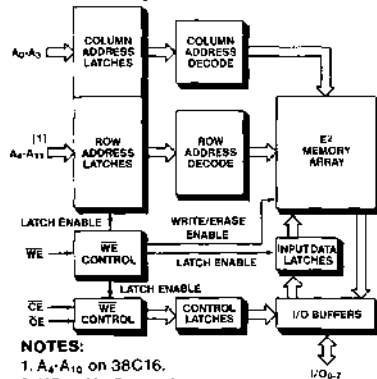 COLUMN
ADDRESS
LATCHES
COLUMN
ADDRESS
DECODE
A0-A3
E2
MEMORY
ARRAY
[1]
A4-A11
ROW
ADDRESS
LATCHES
ROW
ADDRESS
DECODE
LATCH ENABLE
WRITE/ERASE
ENABLE
WE
WE
CONTROL
LATCH ENABLE
INPUT DATA
LATCHES
LATCH ENABLE
CE
OE
WE
CONTROL
CONTROL
LATCHES
I/O BUFFERS
NOTES:
1. A4-A10 on 38C16.
I/O0-7